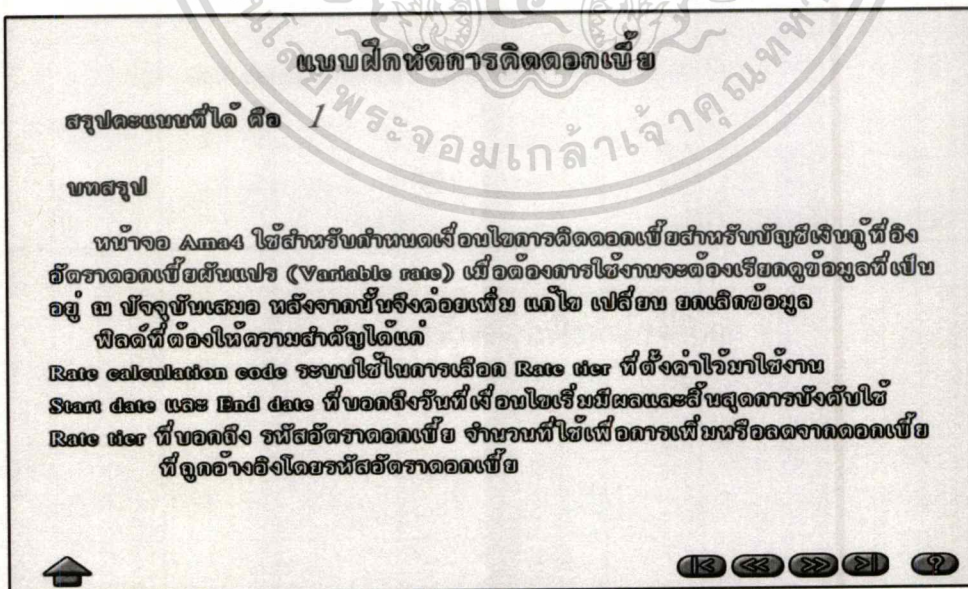 แบบฝึกหัดการคิดดอกเบี้ย
สรุปคะแนนที่ได้ คือ 1
บทสรุป
หน้าจอ Ama4 ใช้สำหรับกำหนดเงื่อนไขการคิดดอกเบี้ยสำหรับบัญชีเงินกู้ที่อิง
อัตราดอกเบี้ยผันแปร (Variable rate) เมื่อต้องการใช้งานจะต้องเรียกดูข้อมูลที่เป็น
อยู่ ณ ปัจจุบันเสมอ หลังจากนั้นจึงค่อยเพิ่ม แก้ไข เปลี่ยน ยกเลิกข้อมูล
ฟิลด์ที่ต้องให้ความสำคัญได้แก่
Rate calculation code ระบบใช้ในการเลือก Rate tier ที่ตั้งค่าไว้มาใช้งาน
Start date และ End date ที่บอกถึงวันที่เงื่อนไขเริ่มมีผลและสิ้นสุดการบังคับใช้
Rate tier ที่บอกถึง รหัสอัตราดอกเบี้ย จำนวนที่ใช้เพื่อการเพิ่มหรือลดจากดอกเบี้ย
ที่ถูกอ้างอิงโดยรหัสอัตราดอกเบี้ย
?